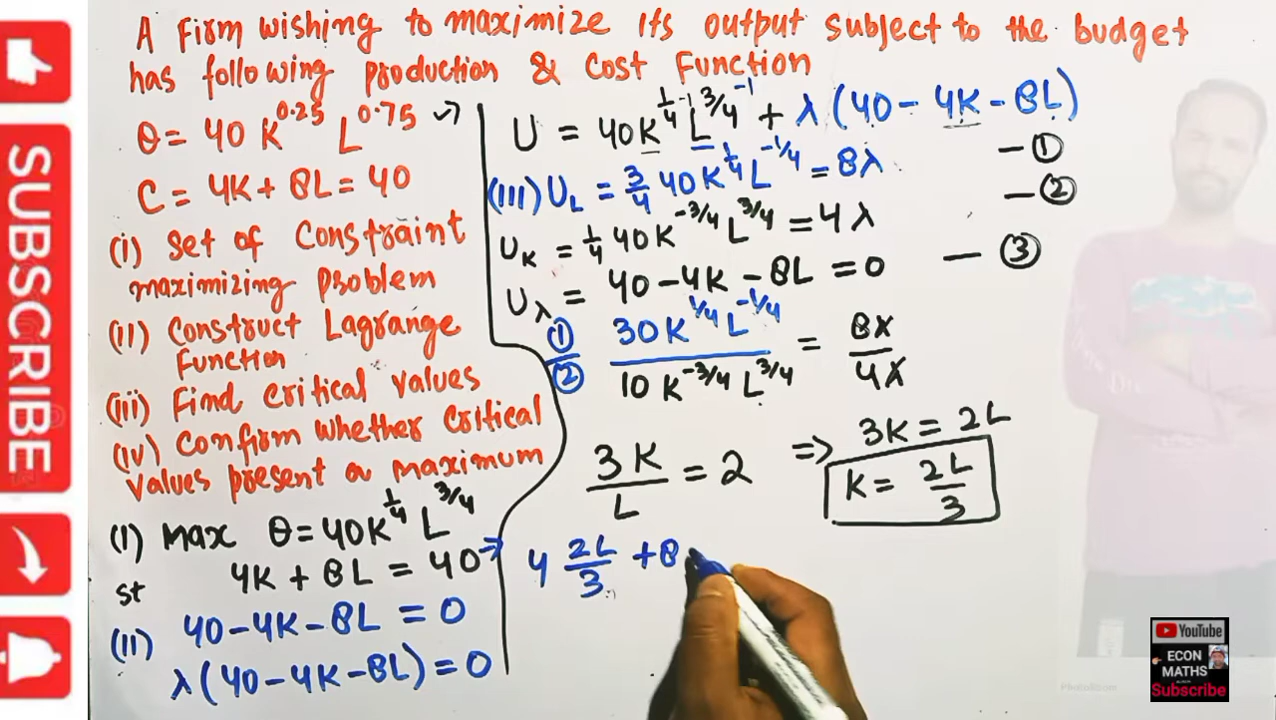 A Firm wishing to maximize its output subject to the budget
has following production & Cost Function
θ = 40 K^0.25 L^0.75
C = 4K + 8L = 40
(i) Set of Constraint
maximizing Problem
(ii) Construct Lagrange
Function
(iii) Find critical values
(iv) Confirm whether critical
values present a maximum
(I) max θ = 40K^1/4 L^3/4
st 4K + 8L = 40
(II) 40-4K-8L = 0
λ(40-4K-8L) = 0
U = 40K^1/4-1 L^3/4-1 + λ(40-4K-8L)
(III) U_L = 3/4 40K^1/4 L^-1/4 = 8λ —①
U_K = 1/4 40K^-3/4 L^3/4 = 4λ —②
U_λ = 40-4K-8L = 0 —③
①/② 30K^1/4 L^-1/4 / 10K^-3/4 L^3/4 = 8λ/4λ
3K/L = 2 ⇒ 3K = 2L
K = 2L/3
4 2L/3 + 8
SUBSCRIBE
YouTube
ECON
MATHS
Subscribe